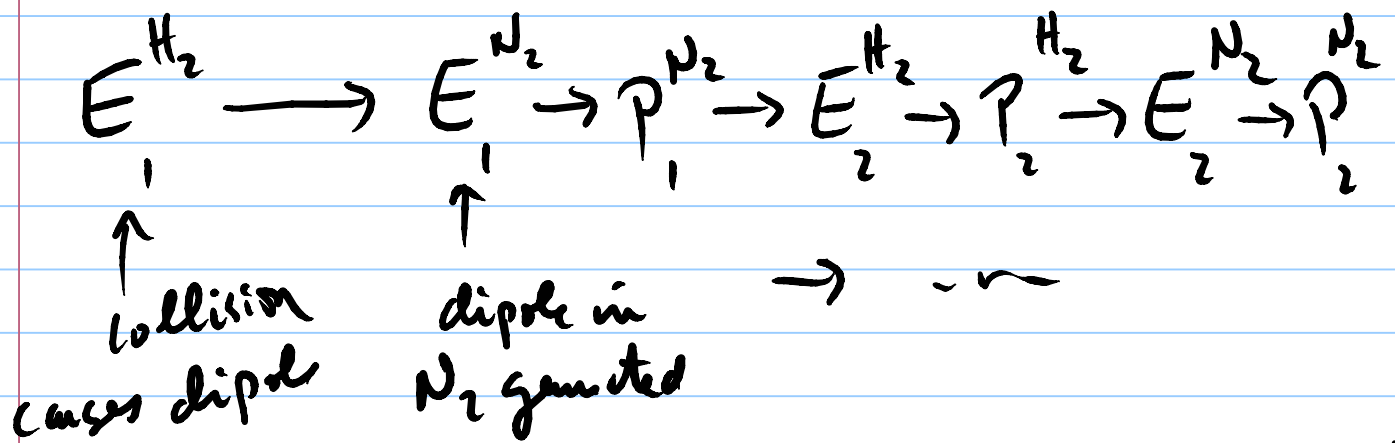 E₁^H₂ → E₁^N₂ → P₁^N₂ → E₂^H₂ → P₂^H₂ → E₂^N₂ → P₂^N₂
↑ ↑
collision dipole in → ...
causes dipole N₂ generated